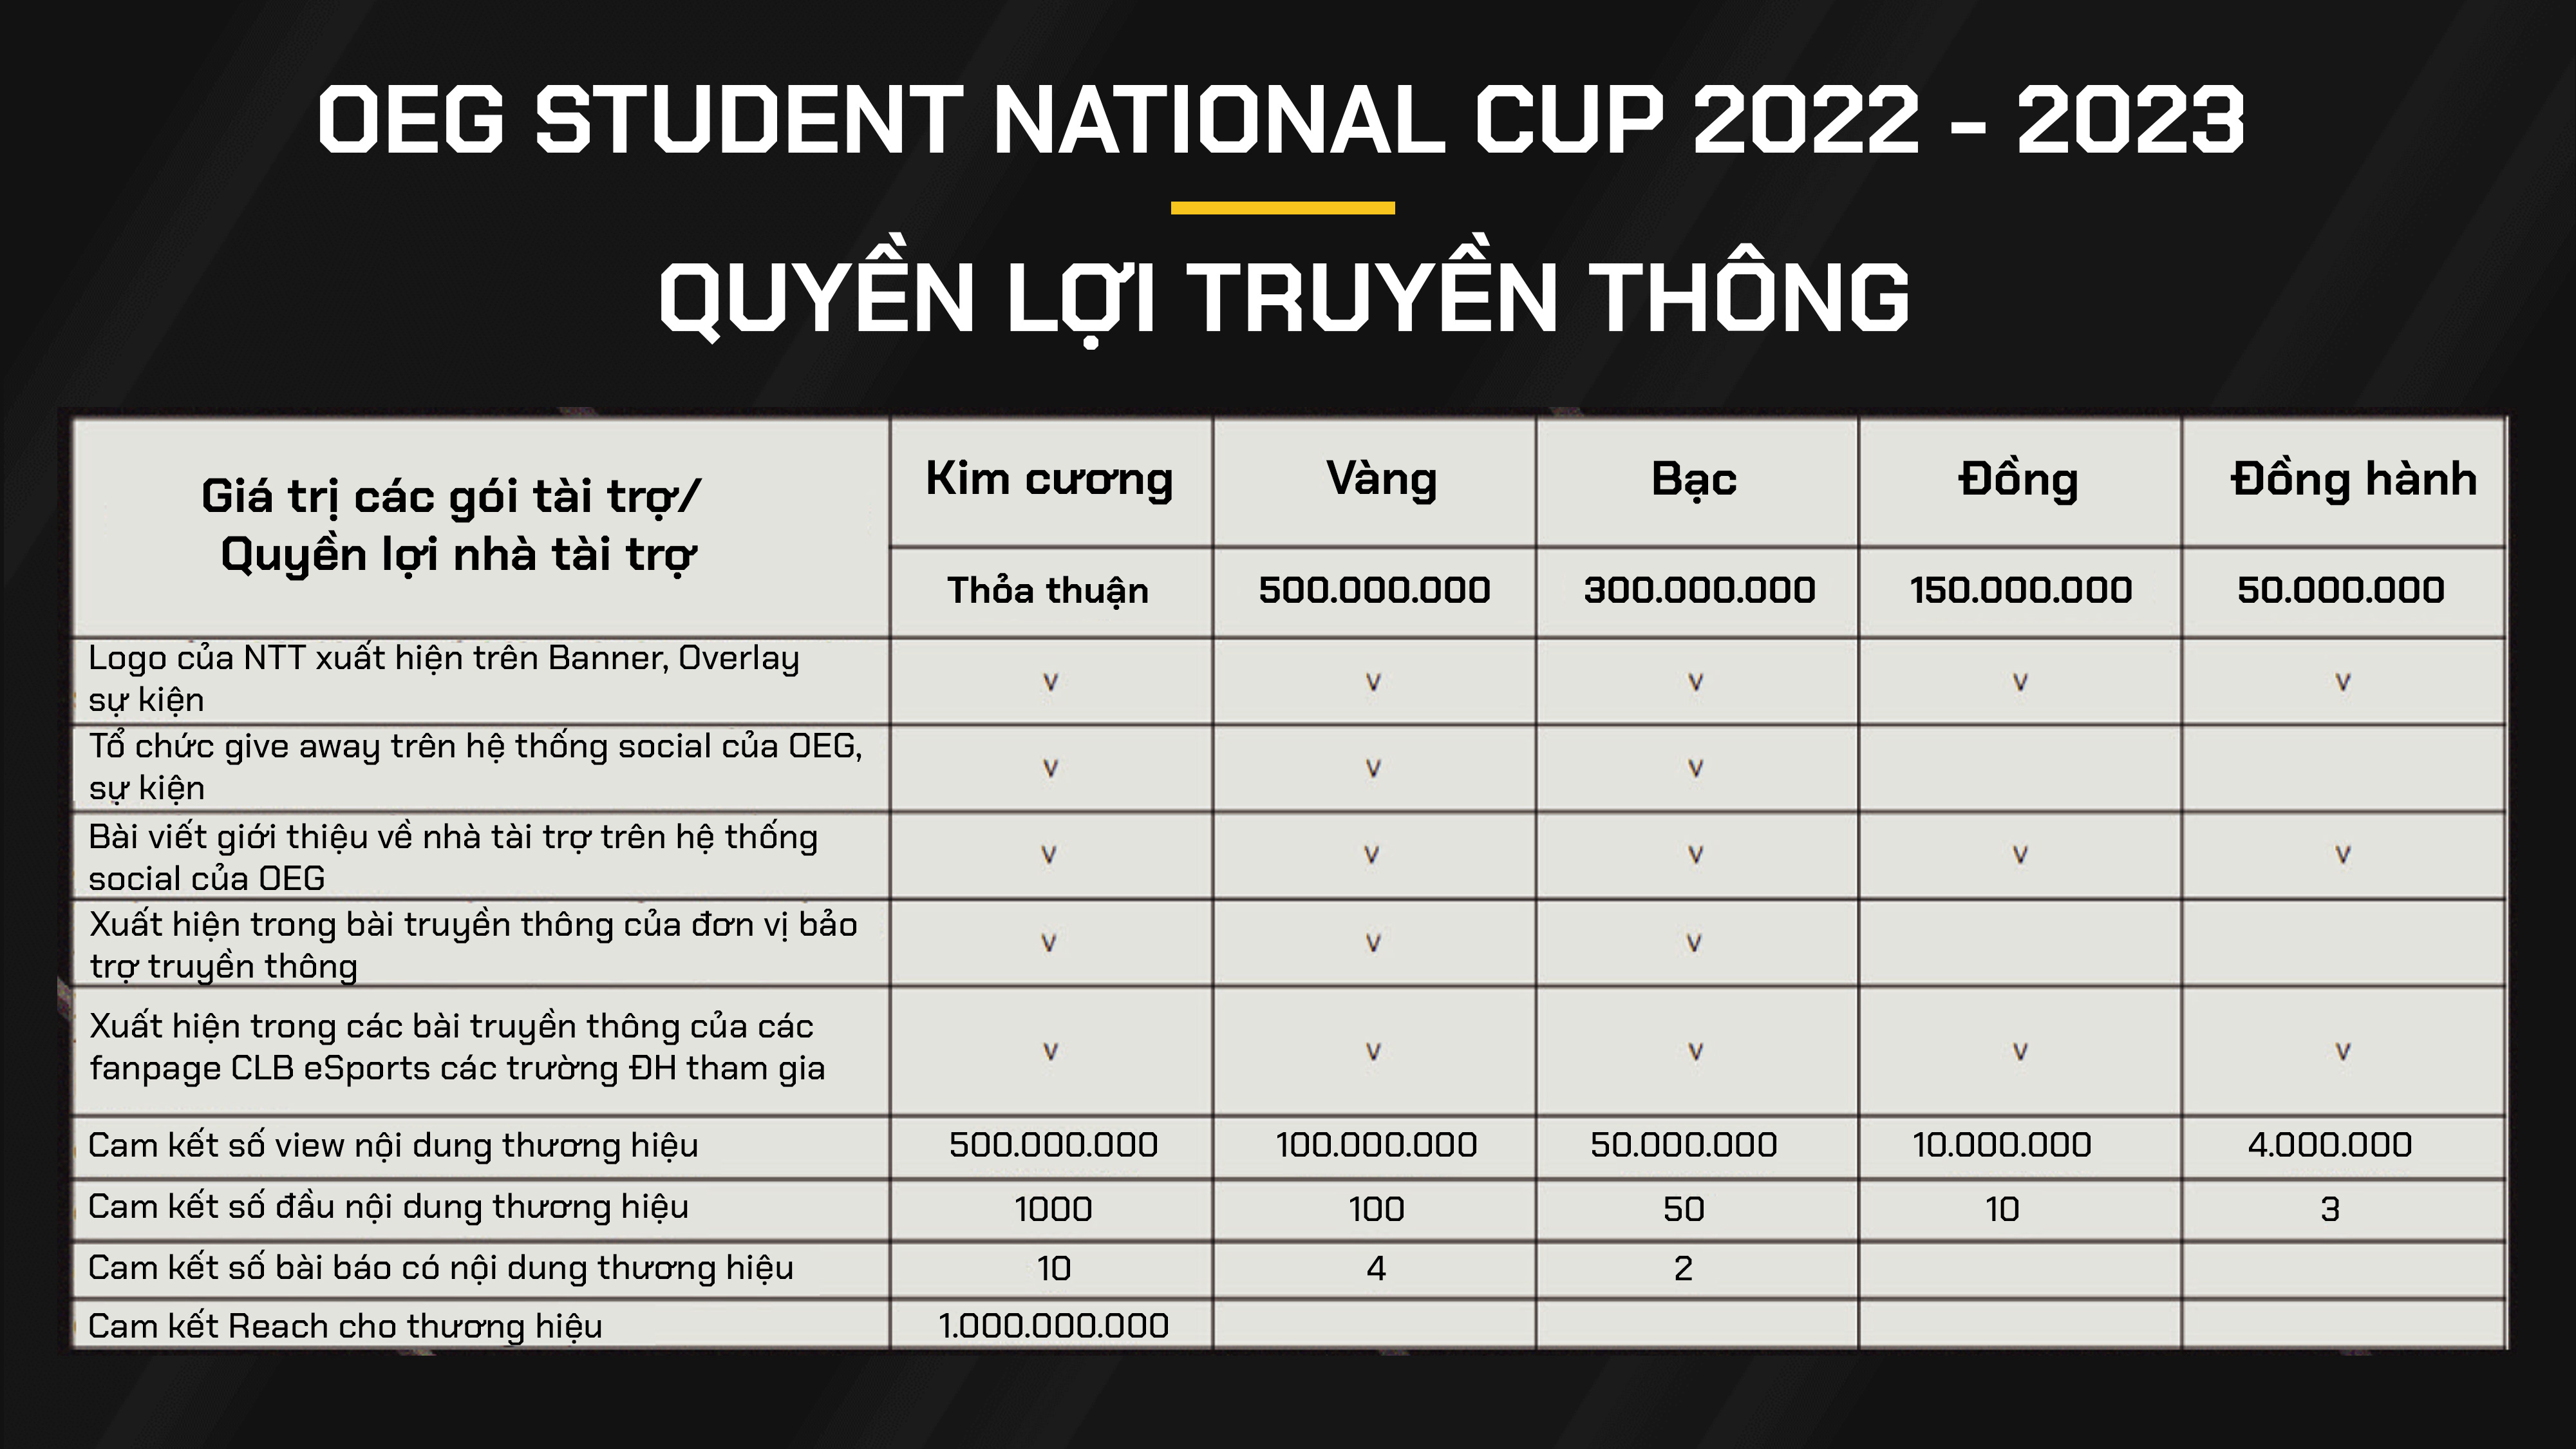 OEG STUDENT NATIONAL CUP 2022 - 2023
QUYỀN LỢI TRUYỀN THÔNG
Giá trị các gói tài trợ/
Quyền lợi nhà tài trợ
Kim cương Vàng Bạc Đồng Đồng hành
Thỏa thuận 500.000.000 300.000.000 150.000.000 50.000.000
Logo của NTT xuất hiện trên Banner, Overlay
sự kiện
v v v v v
Tổ chức give away trên hệ thống social của OEG,
sự kiện
v v v
Bài viết giới thiệu về nhà tài trợ trên hệ thống
social của OEG
v v v v v
Xuất hiện trong bài truyền thông của đơn vị bảo
trợ truyền thông
v v v
Xuất hiện trong các bài truyền thông của các
fanpage CLB eSports các trường ĐH tham gia
v v v v v
Cam kết số view nội dung thương hiệu 500.000.000 100.000.000 50.000.000 10.000.000 4.000.000
Cam kết số đầu nội dung thương hiệu 1000 100 50 10 3
Cam kết số bài báo có nội dung thương hiệu 10 4 2
Cam kết Reach cho thương hiệu 1.000.000.000